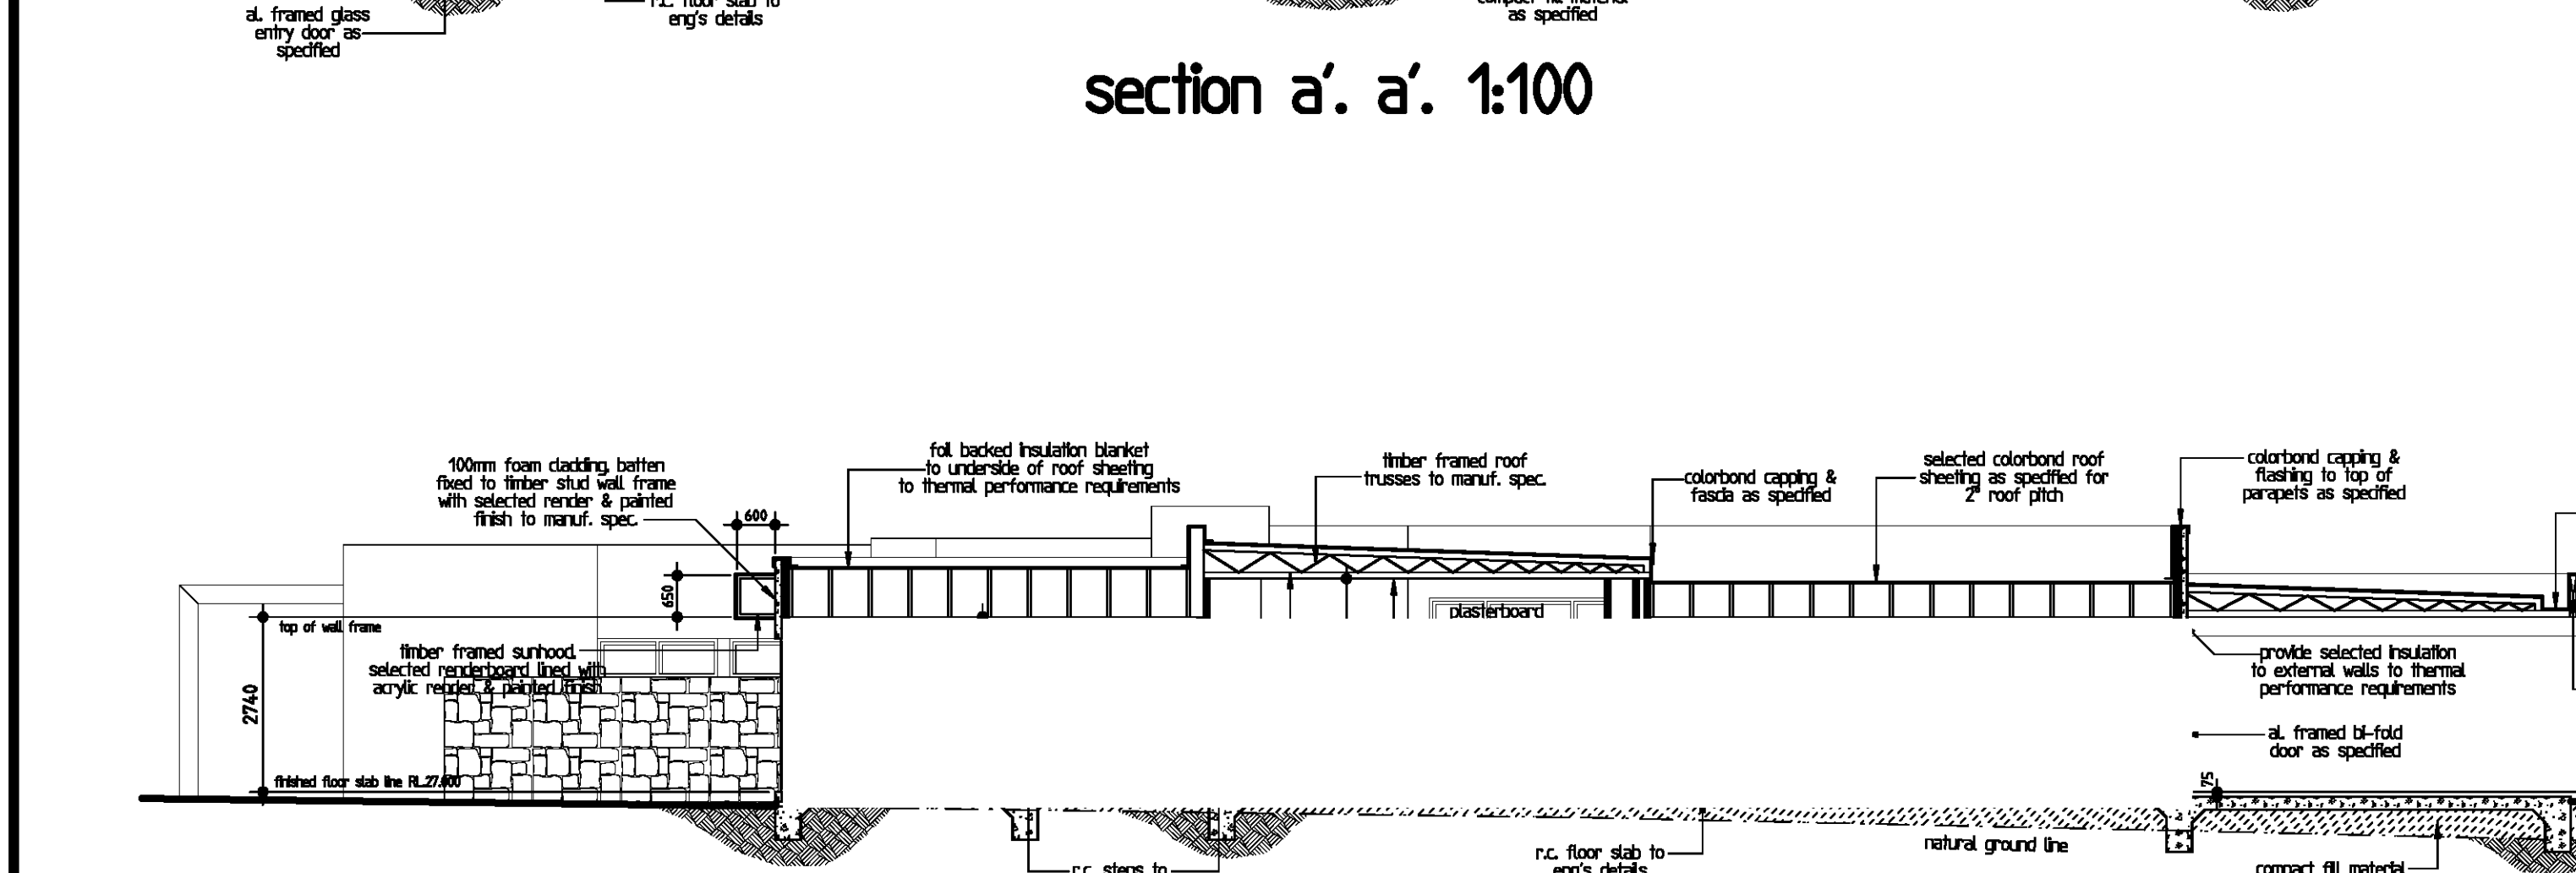 al. framed glass
entry door as
specified
r.c. floor slab to
eng's details
compact fill material
as specified
section a'. a'. 1:100
100mm foam cladding, batten
fixed to timber stud wall frame
with selected render & painted
finish to manuf. spec.
foil backed insulation blanket
to underside of roof sheeting
to thermal performance requirements
timber framed roof
trusses to manuf. spec.
colorbond capping &
fascia as specified
selected colorbond roof
sheeting as specified for
2° roof pitch
colorbond capping &
flashing to top of
parapets as specified
600
650
top of wall frame
plasterboard
timber framed sunhood.
selected renderboard lined with
acrylic render & painted finish
2740
finished floor slab line RL.27.000
provide selected insulation
to external walls to thermal
performance requirements
al. framed bi-fold
door as specified
75
natural ground line
r.c. floor slab to
eng's details
r.c. steps to
compact fill material